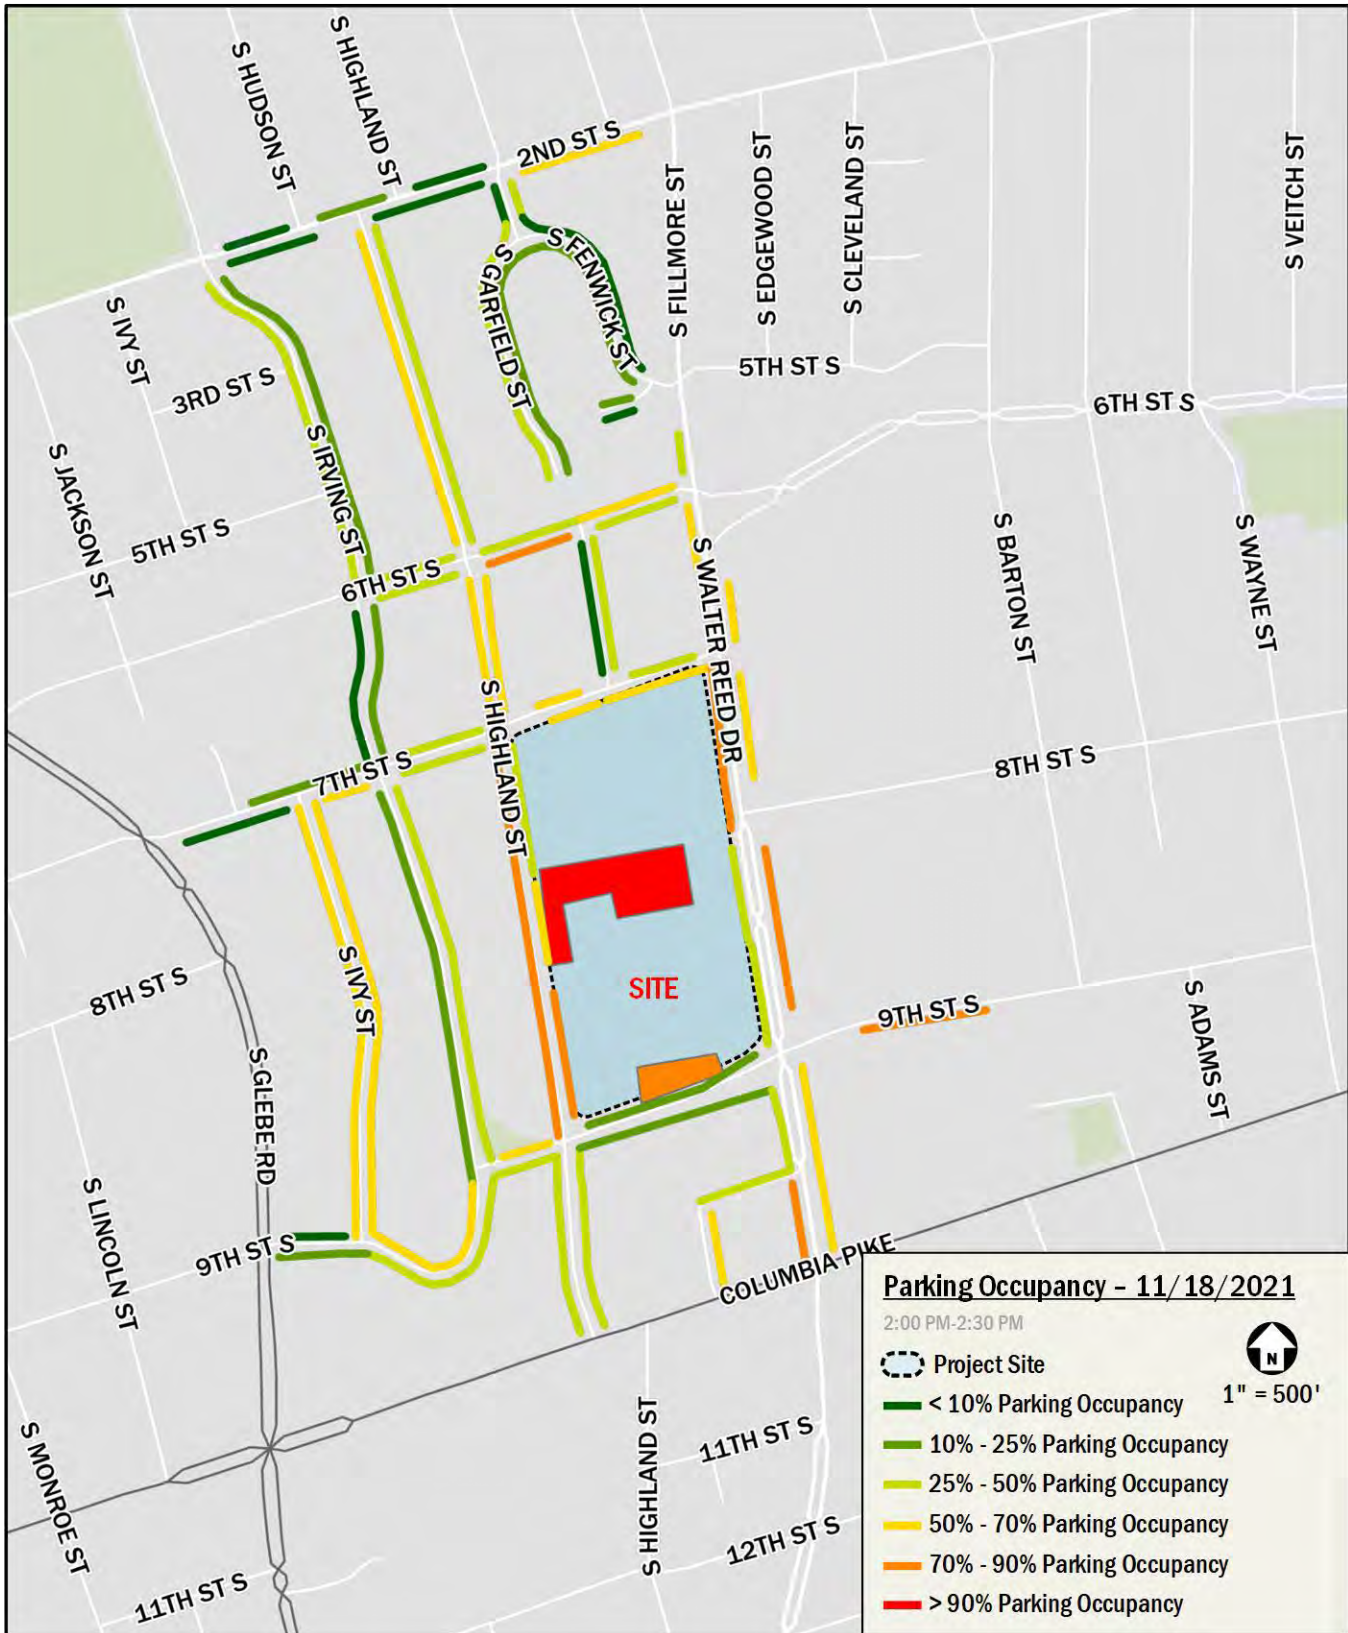 S HUDSON ST
S HIGHLAND ST
2ND ST S
S FILLMORE ST
S EDGEWOOD ST
S CLEVELAND ST
S VEITCH ST
S IVY ST
3RD ST S
S GARFIELD ST
S FENWICK ST
5TH ST S
6TH ST S
S JACKSON ST
S IRVING ST
5TH ST S
6TH ST S
S WALTER REED DR
S BARTON ST
S WAYNE ST
S HIGHLAND ST
7TH ST S
8TH ST S
8TH ST S
S IVY ST
SITE
9TH ST S
S ADAMS ST
S GLEBE RD
S LINCOLN ST
9TH ST S
COLUMBIA PIKE
S MONROE ST
11TH ST S
S HIGHLAND ST
11TH ST S
12TH ST S
Parking Occupancy – 11/18/2021
2:00 PM-2:30 PM
Project Site
N
1" = 500'
< 10% Parking Occupancy
10% - 25% Parking Occupancy
25% - 50% Parking Occupancy
50% - 70% Parking Occupancy
70% - 90% Parking Occupancy
> 90% Parking Occupancy